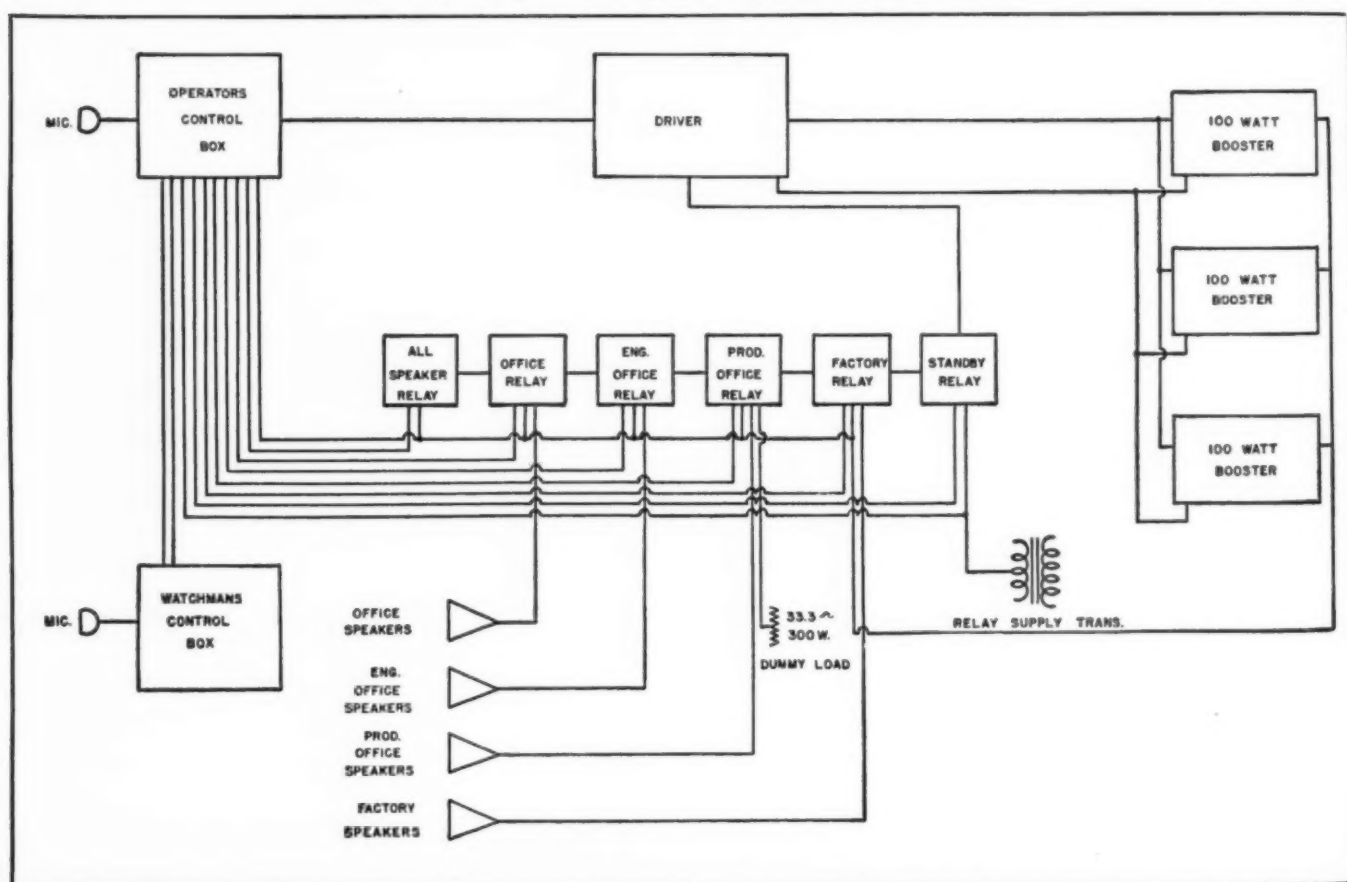 OPERATORS
CONTROL
BOX
MIC.
DRIVER
100 WATT
BOOSTER
100 WATT
BOOSTER
100 WATT
BOOSTER
ALL
SPEAKER
RELAY
OFFICE
RELAY
ENG.
OFFICE
RELAY
PROD.
OFFICE
RELAY
FACTORY
RELAY
STANDBY
RELAY
WATCHMANS
CONTROL
BOX
MIC.
OFFICE
SPEAKERS
ENG.
OFFICE
SPEAKERS
PROD.
OFFICE
SPEAKERS
FACTORY
SPEAKERS
33.3 ~
300 W.
DUMMY LOAD
RELAY SUPPLY TRANS.